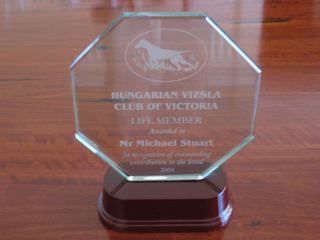 HUNGARIAN VIZSLA
CLUB OF VICTORIA
LIFE MEMBER
Awarded to
Mr Michael Stuart
In recognition of outstanding
contribution to the breed
2004